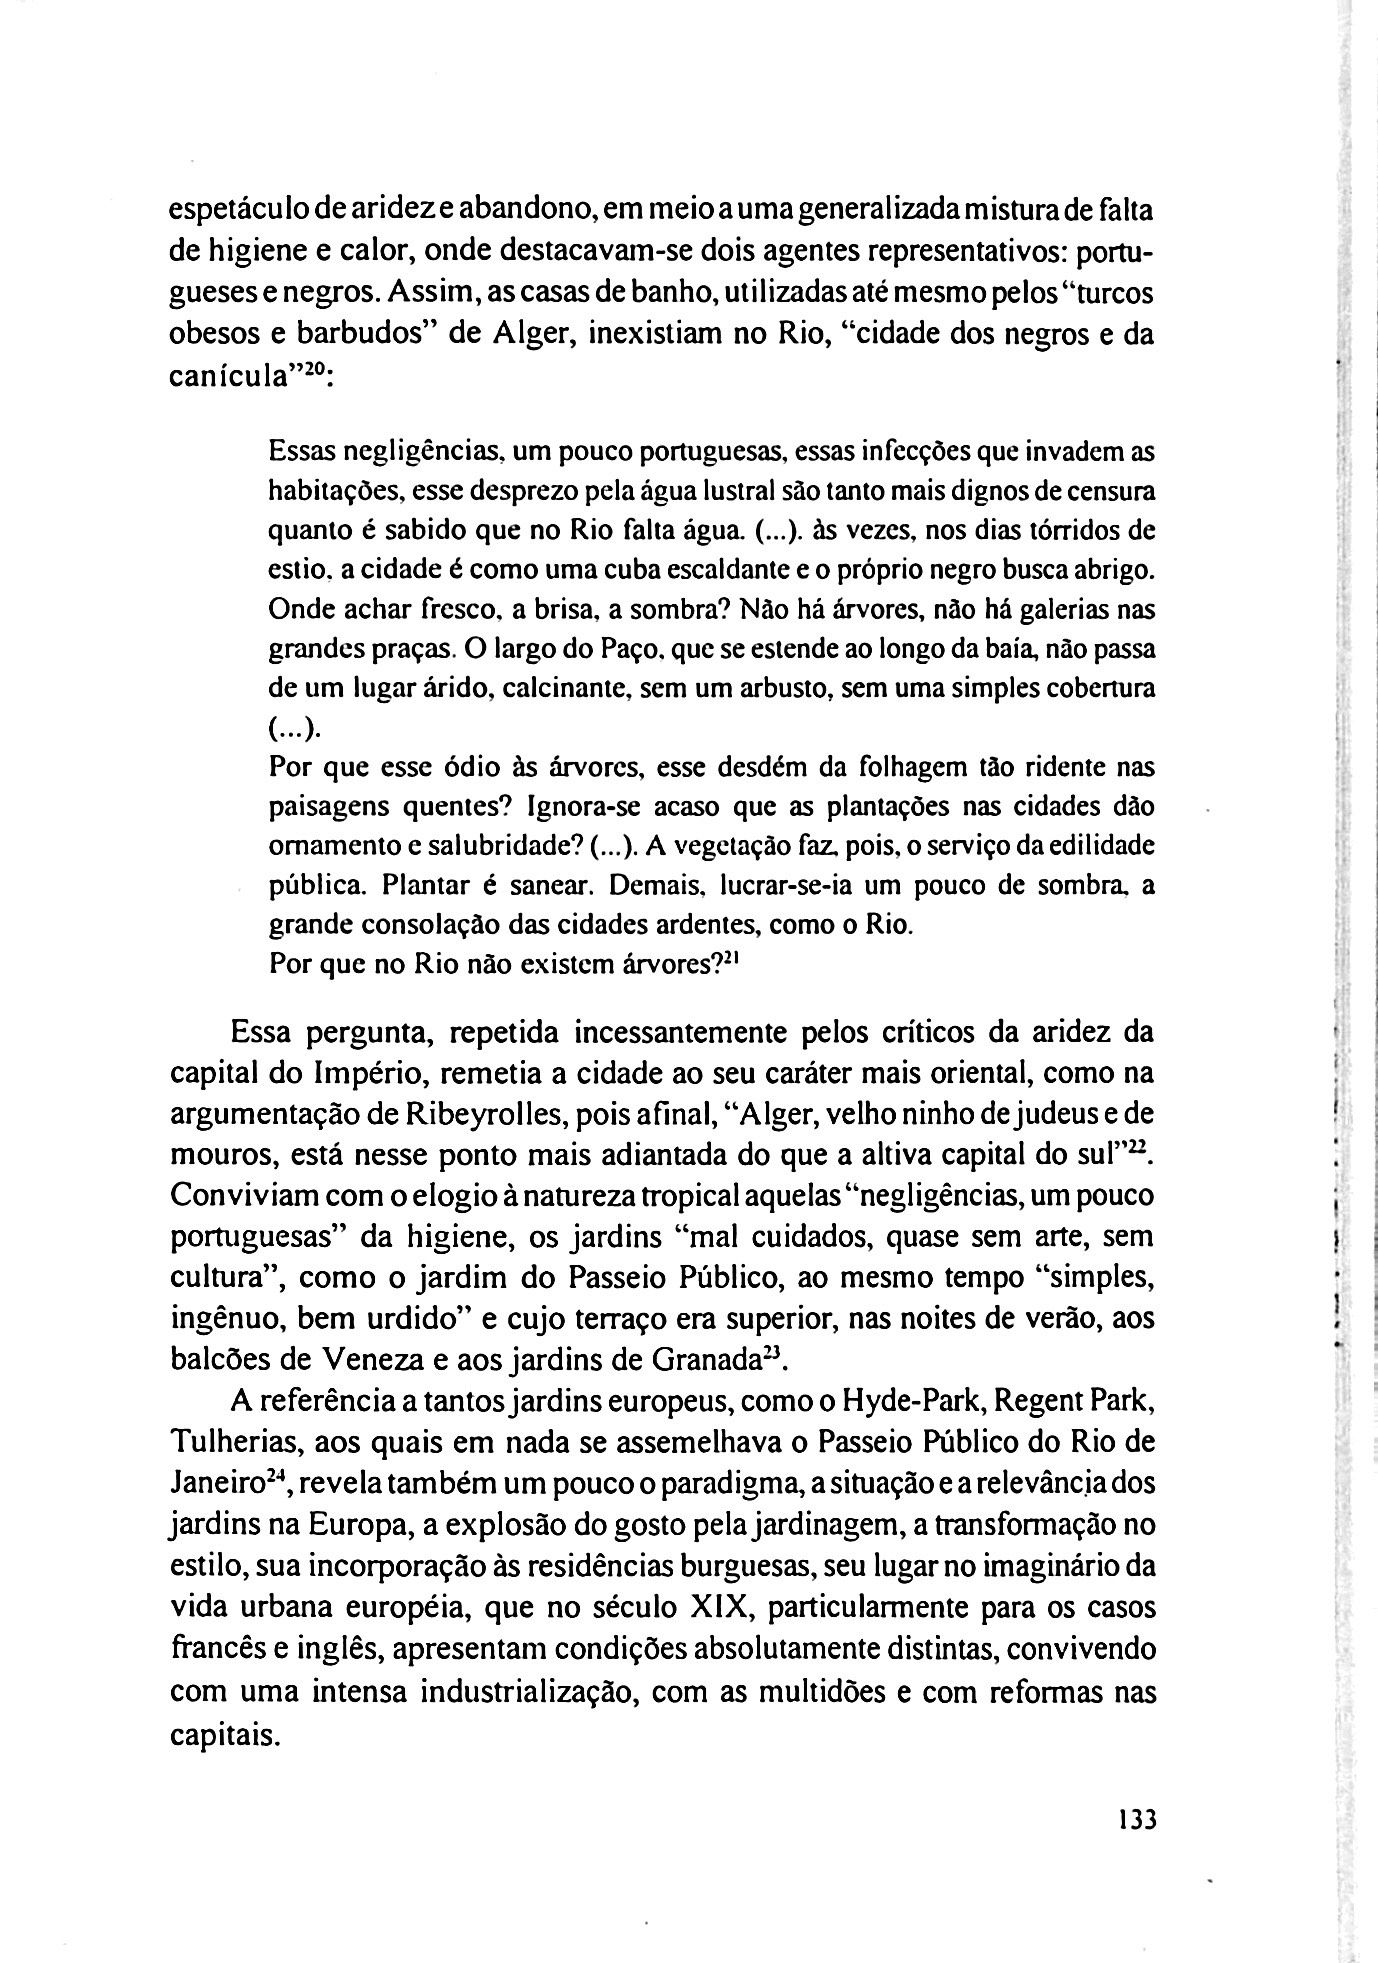 espetáculo de aridez e abandono, em meio a uma generalizada mistura de falta
de higiene e calor, onde destacavam-se dois agentes representativos: portu-
gueses e negros. Assim, as casas de banho, utilizadas até mesmo pelos “turcos
obesos e barbudos” de Alger, inexistiam no Rio, “cidade dos negros e da
canícula”²⁰:
Essas negligências, um pouco portuguesas, essas infecções que invadem as
habitações, esse desprezo pela água lustral são tanto mais dignos de censura
quanto é sabido que no Rio falta água. (...). às vezes, nos dias tórridos de
estio, a cidade é como uma cuba escaldante e o próprio negro busca abrigo.
Onde achar fresco, a brisa, a sombra? Não há árvores, não há galerias nas
grandes praças. O largo do Paço, que se estende ao longo da baía, não passa
de um lugar árido, calcinante, sem um arbusto, sem uma simples cobertura
(...).
Por que esse ódio às árvores, esse desdém da folhagem tão ridente nas
paisagens quentes? Ignora-se acaso que as plantações nas cidades dão
ornamento e salubridade? (...). A vegetação faz, pois, o serviço da edilidade
pública. Plantar é sanear. Demais, lucrar-se-ia um pouco de sombra, a
grande consolação das cidades ardentes, como o Rio.
Por que no Rio não existem árvores?²¹
Essa pergunta, repetida incessantemente pelos críticos da aridez da
capital do Império, remetia a cidade ao seu caráter mais oriental, como na
argumentação de Ribeyrolles, pois afinal, “Alger, velho ninho de judeus e de
mouros, está nesse ponto mais adiantada do que a altiva capital do sul”²².
Conviviam com o elogio à natureza tropical aquelas “negligências, um pouco
portuguesas” da higiene, os jardins “mal cuidados, quase sem arte, sem
cultura”, como o jardim do Passeio Público, ao mesmo tempo “simples,
ingênuo, bem urdido” e cujo terraço era superior, nas noites de verão, aos
balcões de Veneza e aos jardins de Granada²³.
A referência a tantos jardins europeus, como o Hyde-Park, Regent Park,
Tulherias, aos quais em nada se assemelhava o Passeio Público do Rio de
Janeiro²⁴, revela também um pouco o paradigma, a situação e a relevância dos
jardins na Europa, a explosão do gosto pela jardinagem, a transformação no
estilo, sua incorporação às residências burguesas, seu lugar no imaginário da
vida urbana européia, que no século XIX, particularmente para os casos
francês e inglês, apresentam condições absolutamente distintas, convivendo
com uma intensa industrialização, com as multidões e com reformas nas
capitais.
133